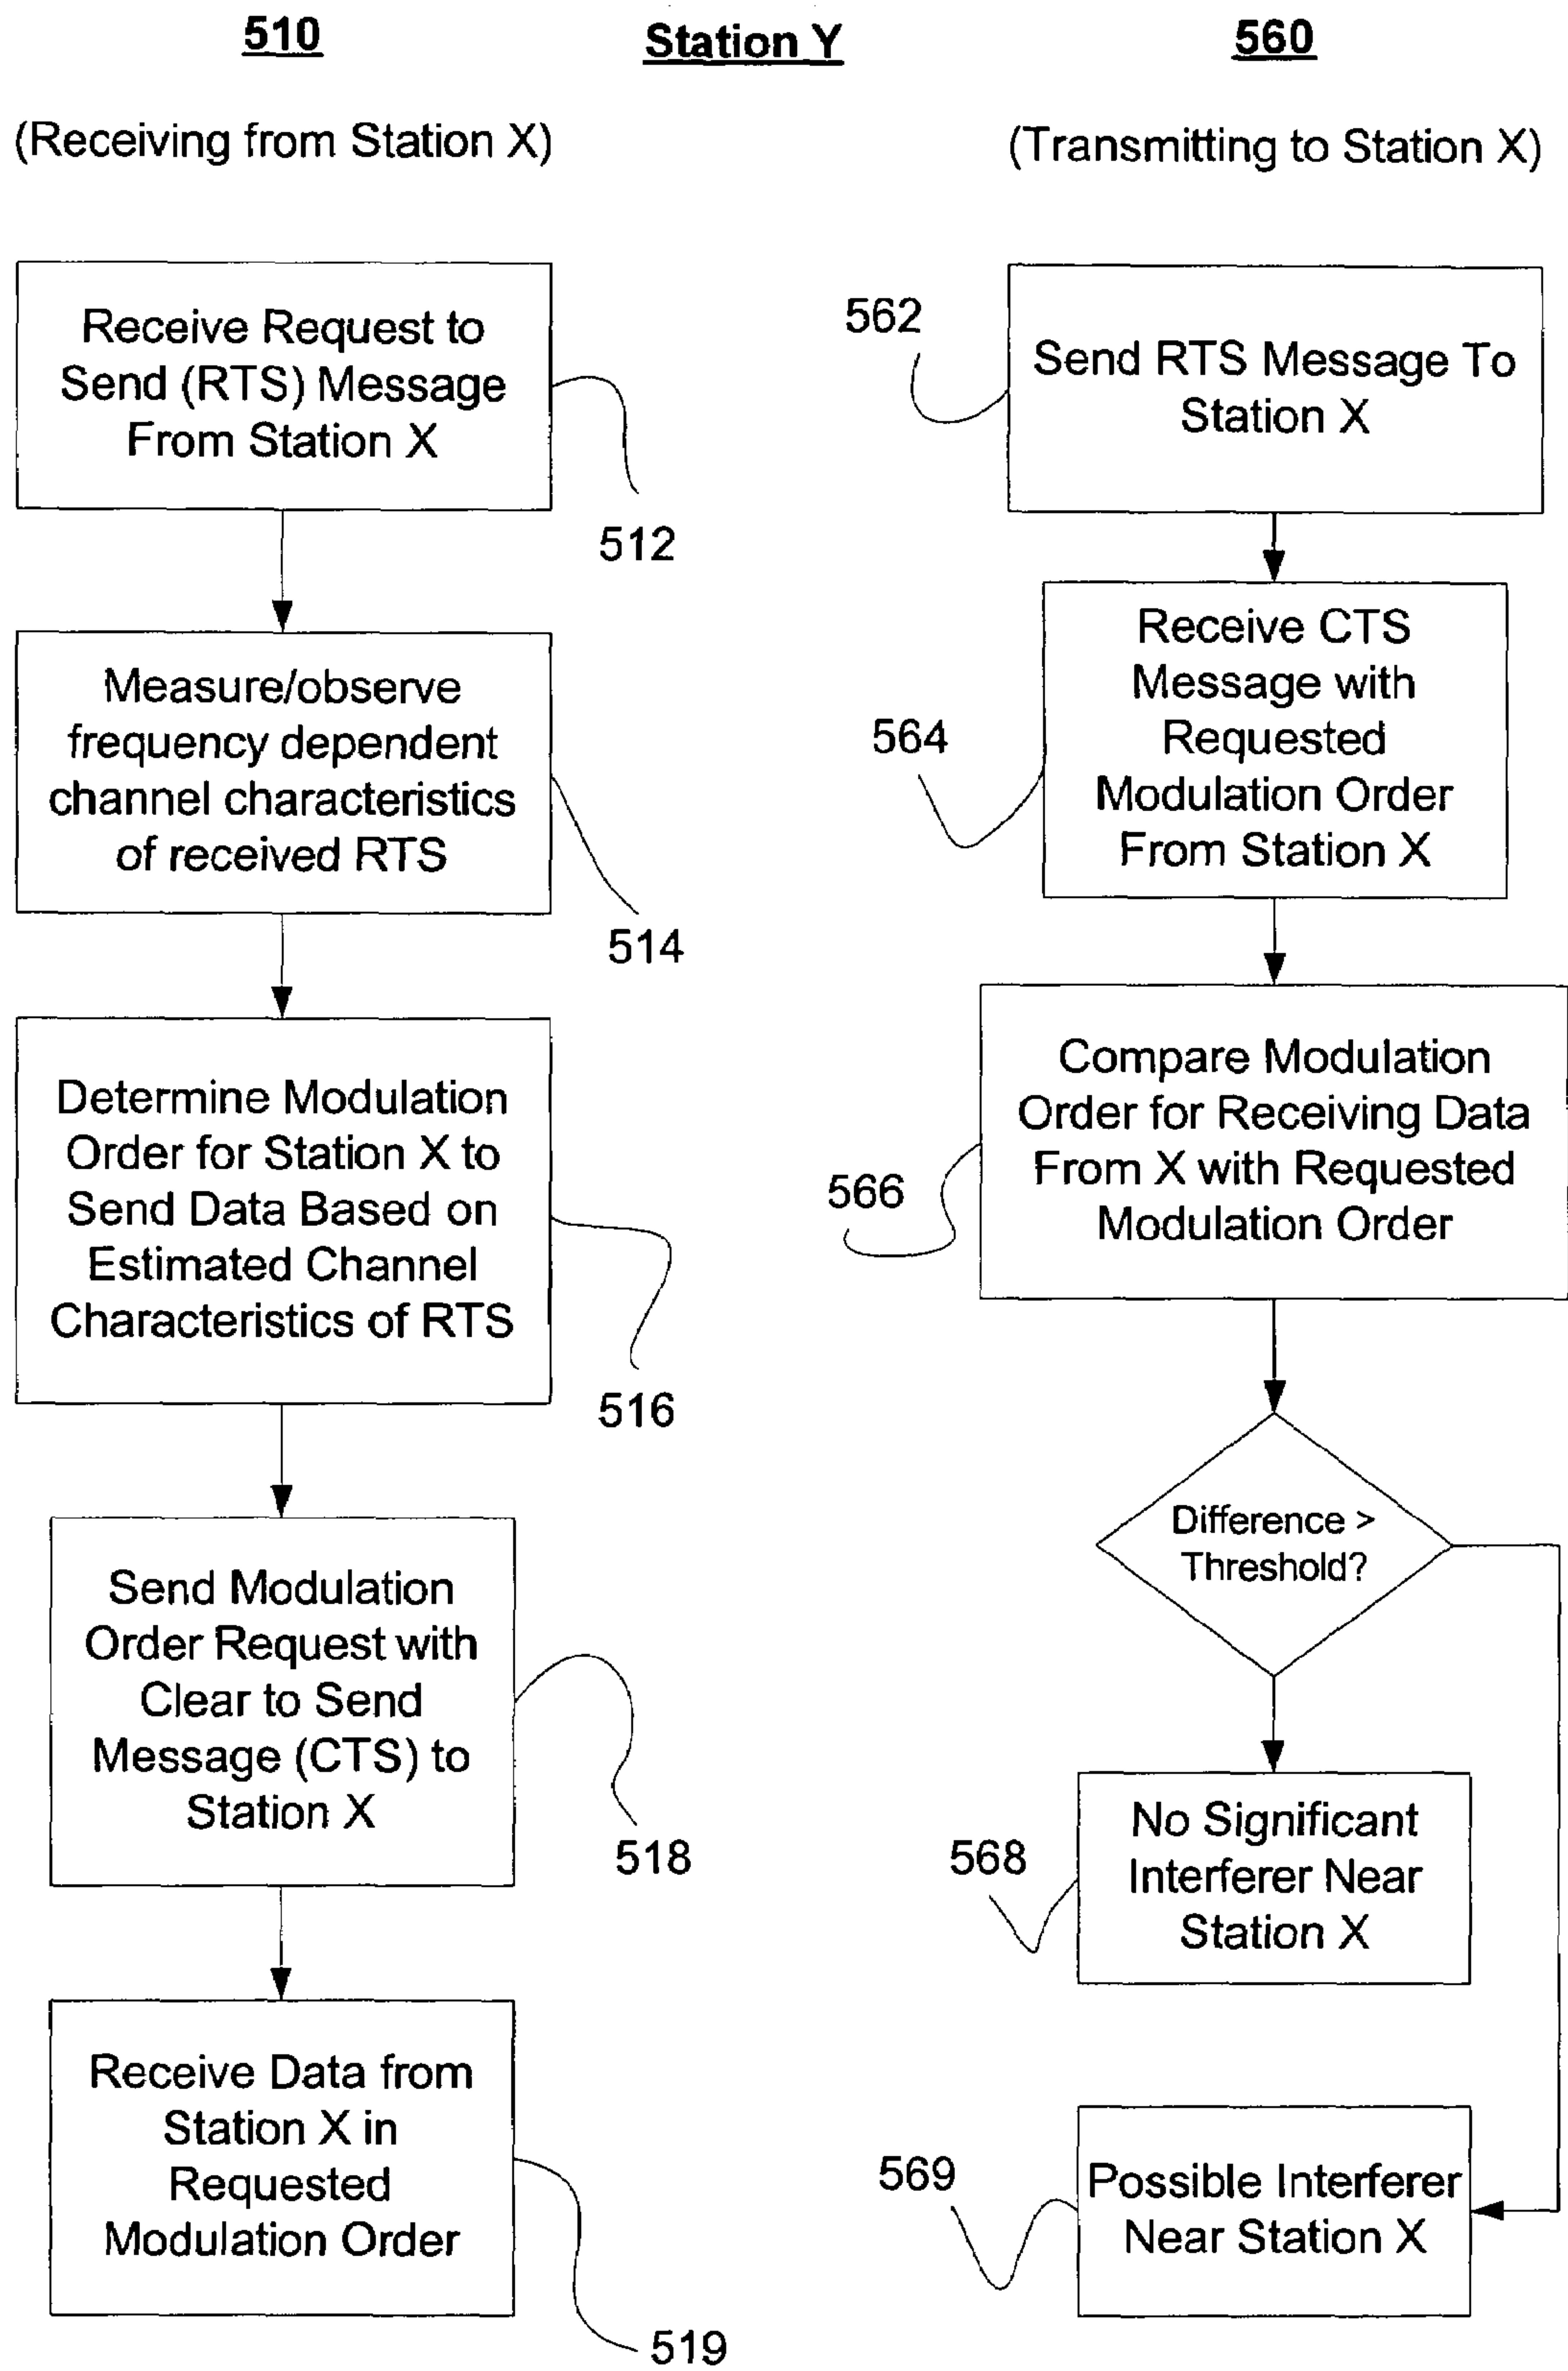 510
Station Y
560
(Receiving from Station X)
(Transmitting to Station X)
Receive Request to
Send (RTS) Message
From Station X
512
Measure/observe
frequency dependent
channel characteristics
of received RTS
514
Determine Modulation
Order for Station X to
Send Data Based on
Estimated Channel
Characteristics of RTS
516
Send Modulation
Order Request with
Clear to Send
Message (CTS) to
Station X
518
Receive Data from
Station X in
Requested
Modulation Order
519
562
Send RTS Message To
Station X
Receive CTS
Message with
Requested
Modulation Order
From Station X
564
Compare Modulation
Order for Receiving Data
From X with Requested
Modulation Order
566
Difference >
Threshold?
No Significant
Interferer Near
Station X
568
569
Possible Interferer
Near Station X